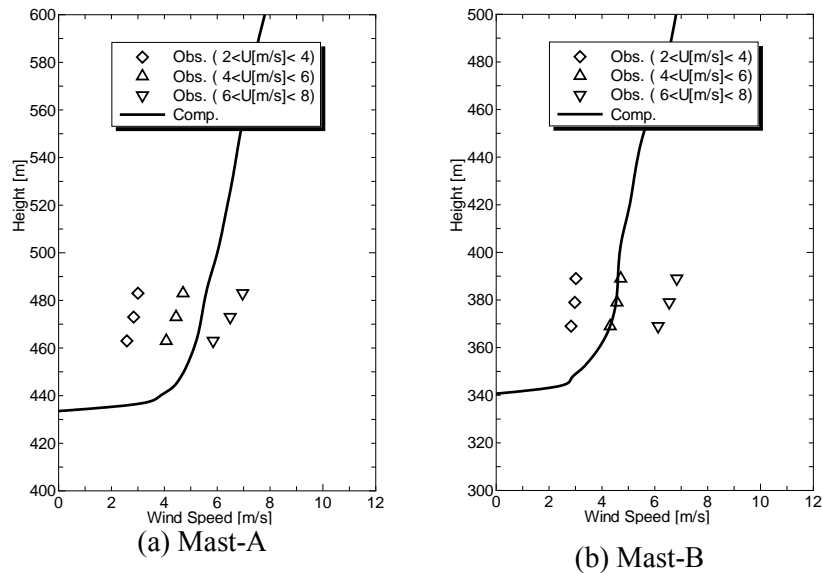 600
580
560
540
520
500
480
460
440
420
400
Height [m]
Obs. ( 2<U[m/s]< 4)
Obs. ( 4<U[m/s]< 6)
Obs. ( 6<U[m/s]< 8)
Comp.
0 2 4 6 8 10 12
Wind Speed [m/s]
(a) Mast-A
500
480
460
440
420
400
380
360
340
320
300
Height [m]
Obs. ( 2<U[m/s]< 4)
Obs. ( 4<U[m/s]< 6)
Obs. ( 6<U[m/s]< 8)
Comp.
0 2 4 6 8 10 12
Wind Speed [m/s]
(b) Mast-B